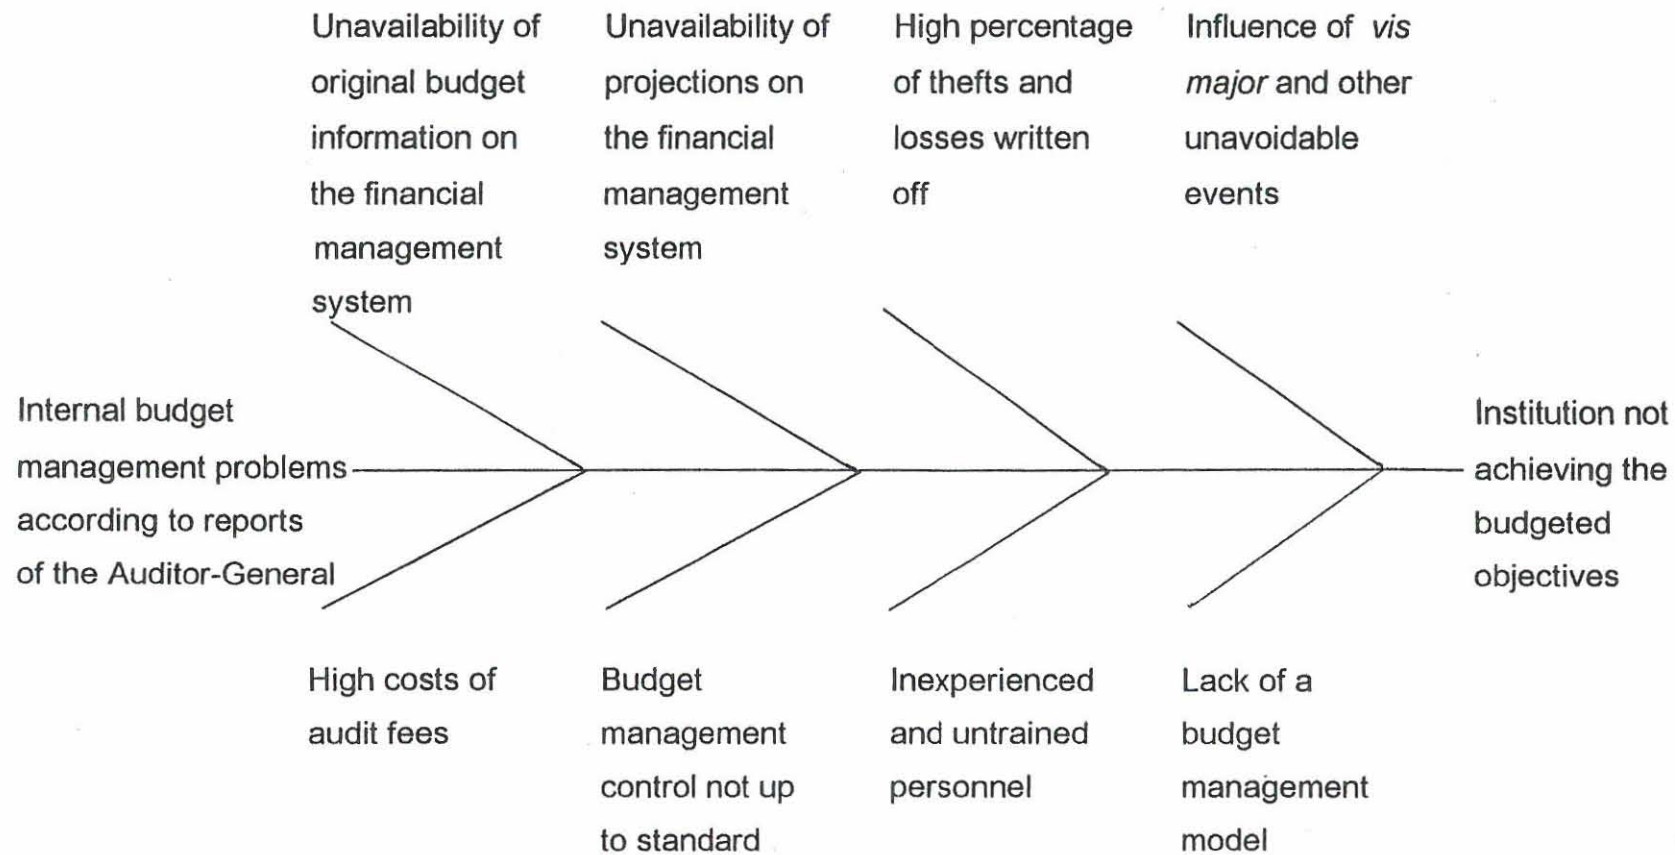 Unavailability of
original budget
information on
the financial
management
system
Unavailability of
projections on
the financial
management
system
High percentage
of thefts and
losses written
off
Influence of vis
major and other
unavoidable
events
Internal budget
management problems
according to reports
of the Auditor-General
Institution not
achieving the
budgeted
objectives
High costs of
audit fees
Budget
management
control not up
to standard
Inexperienced
and untrained
personnel
Lack of a
budget
management
model